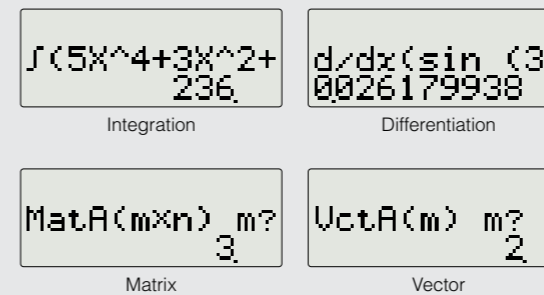 ∫(5X^4+3X^2+
236.
Integration
d/dx(sin (3
0.026179938
Differentiation
MatA(m×n) m?
3.
Matrix
VctA(m) m?
2.
Vector